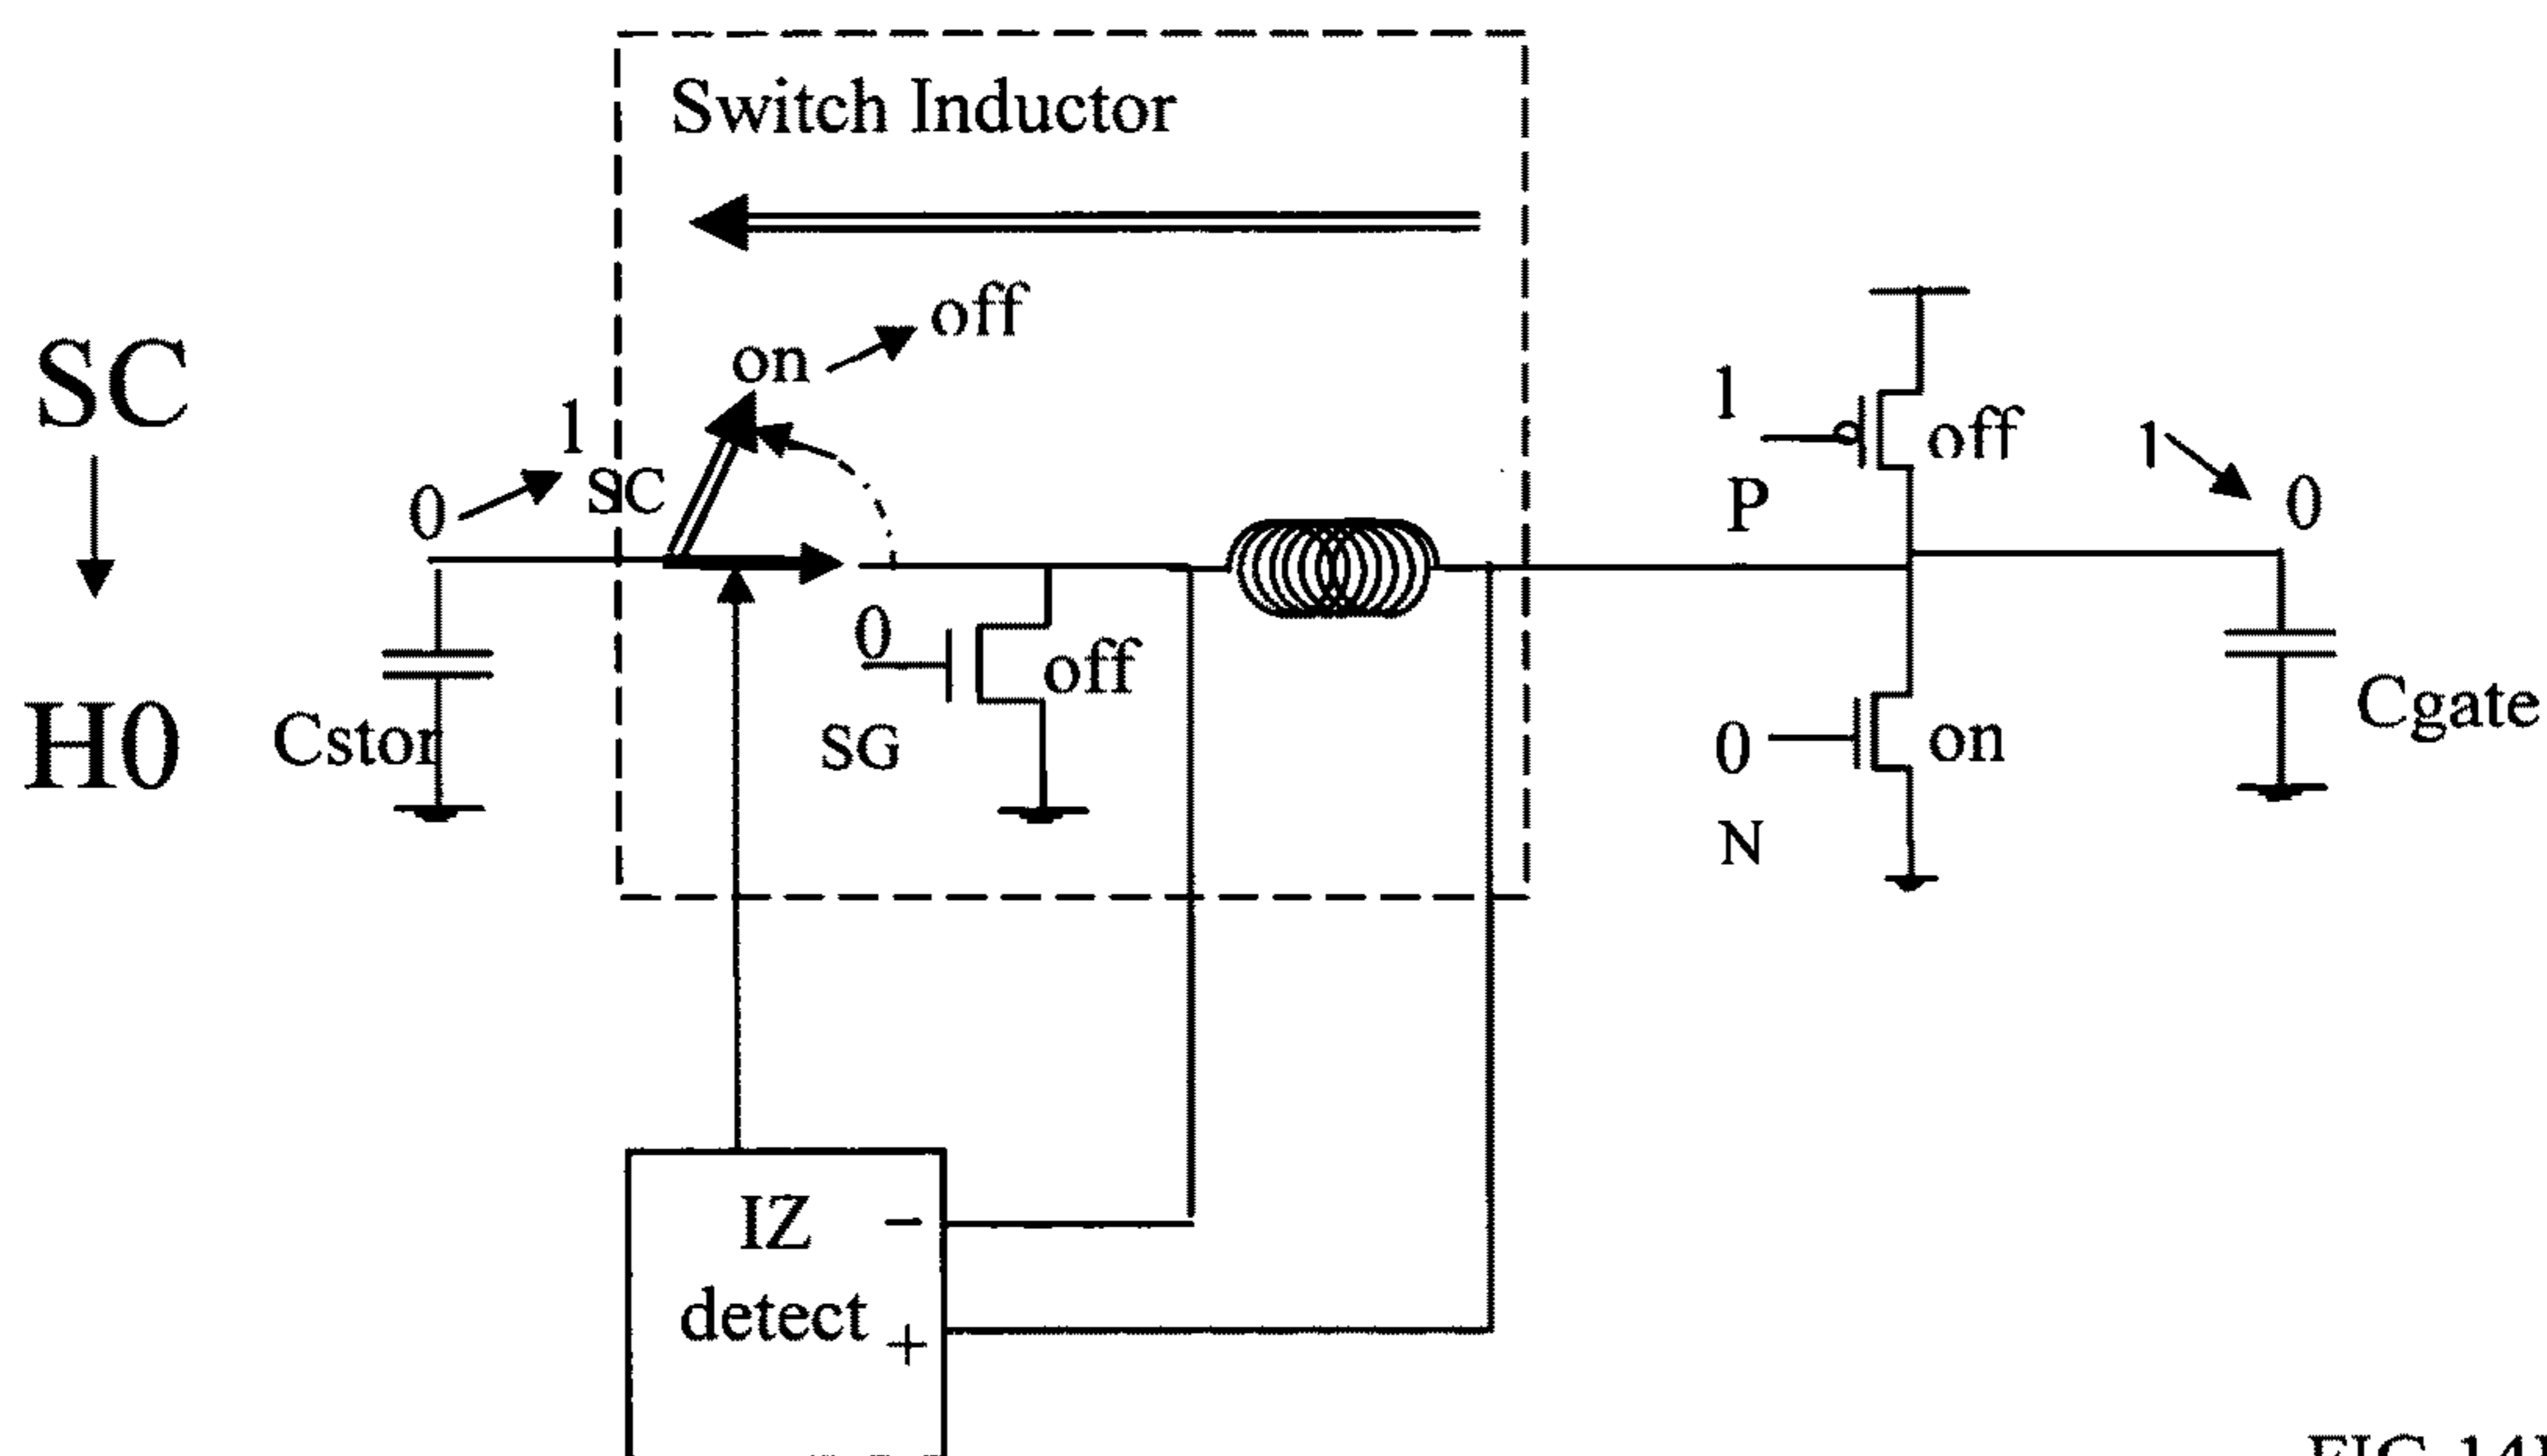 Switch Inductor
SC
H0
on
off
0
1
SC
Cstor
0
off
SG
1
P
off
0
N
on
1
0
Cgate
IZ
detect
−
+